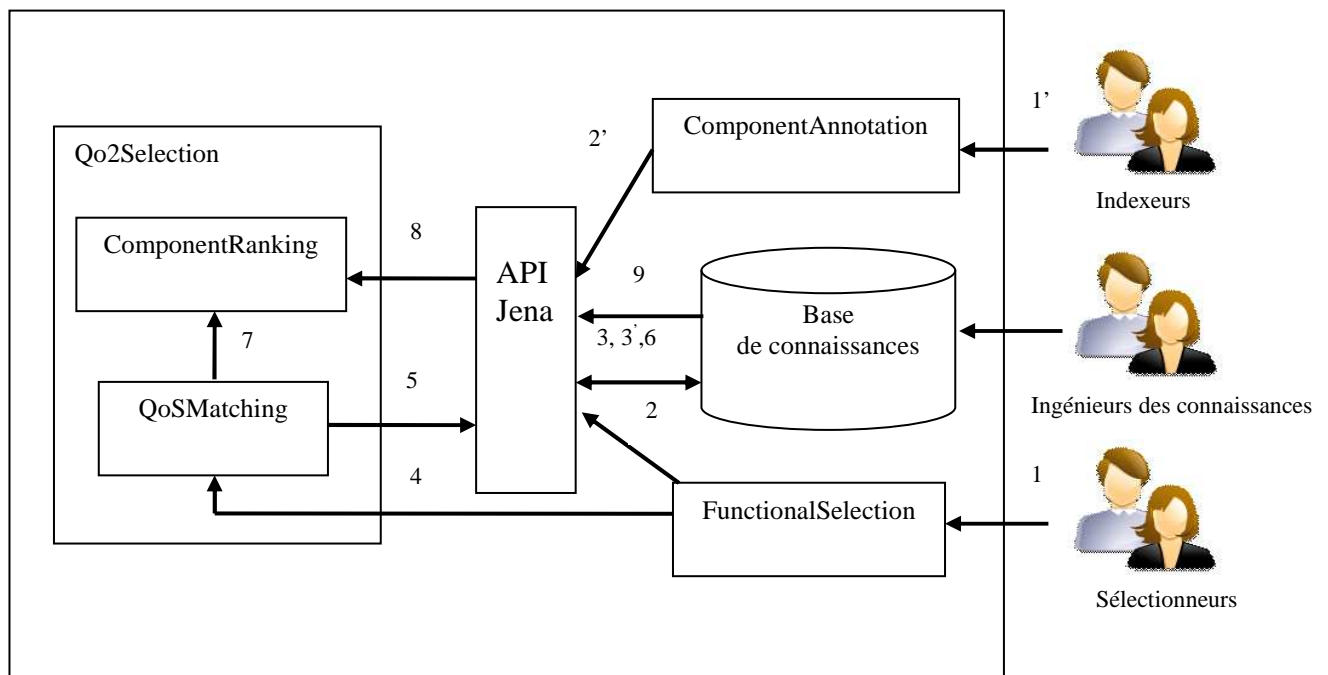 1’
ComponentAnnotation
2’
Qo2Selection
Indexeurs
ComponentRanking
8
API
Jena
9
Base
de connaissances
3, 3’,6
7
5
2
QoSMatching
Ingénieurs des connaissances
4
1
FunctionalSelection
Sélectionneurs